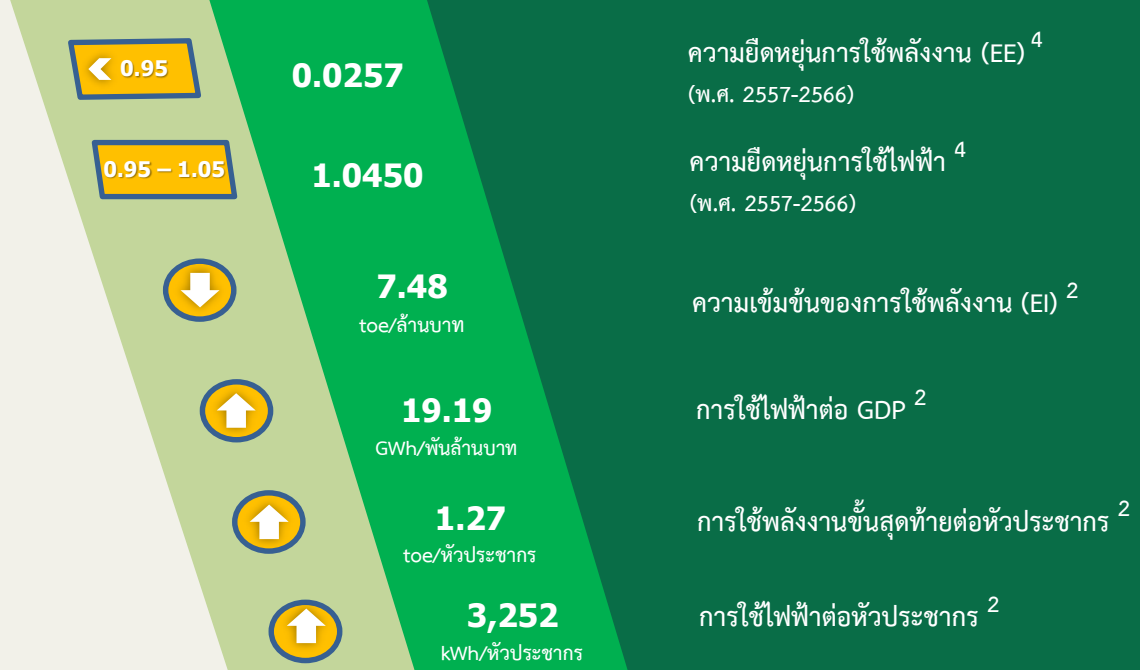 < 0.95
0.0257
ความยืดหยุ่นการใช้พลังงาน (EE) 4
(พ.ศ. 2557-2566)
0.95 – 1.05
1.0450
ความยืดหยุ่นการใช้ไฟฟ้า 4
(พ.ศ. 2557-2566)
7.48
toe/ล้านบาท
ความเข้มข้นของการใช้พลังงาน (EI) 2
19.19
GWh/พันล้านบาท
การใช้ไฟฟ้าต่อ GDP 2
1.27
toe/หัวประชากร
การใช้พลังงานขั้นสุดท้ายต่อหัวประชากร 2
3,252
kWh/หัวประชากร
การใช้ไฟฟ้าต่อหัวประชากร 2